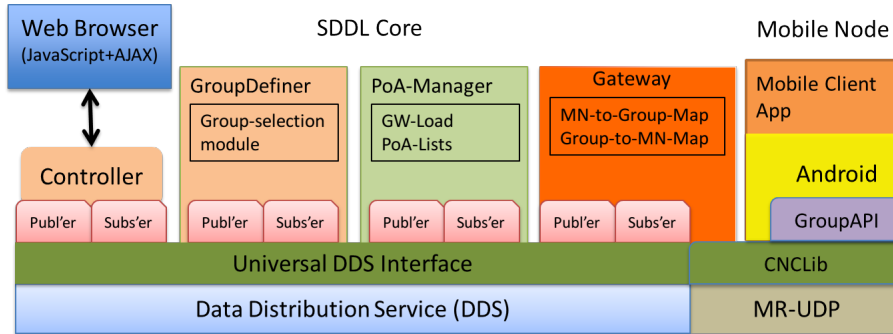 Web Browser
(JavaScript+AJAX)
SDDL Core
Mobile Node
GroupDefiner
Group-selection
module
PoA-Manager
GW-Load
PoA-Lists
Gateway
MN-to-Group-Map
Group-to-MN-Map
Mobile Client
App
Controller
Android
Publ'er
Subs'er
Publ'er
Subs'er
Publ'er
Subs'er
Publ'er
Subs'er
GroupAPI
Universal DDS Interface
CNCLib
Data Distribution Service (DDS)
MR-UDP